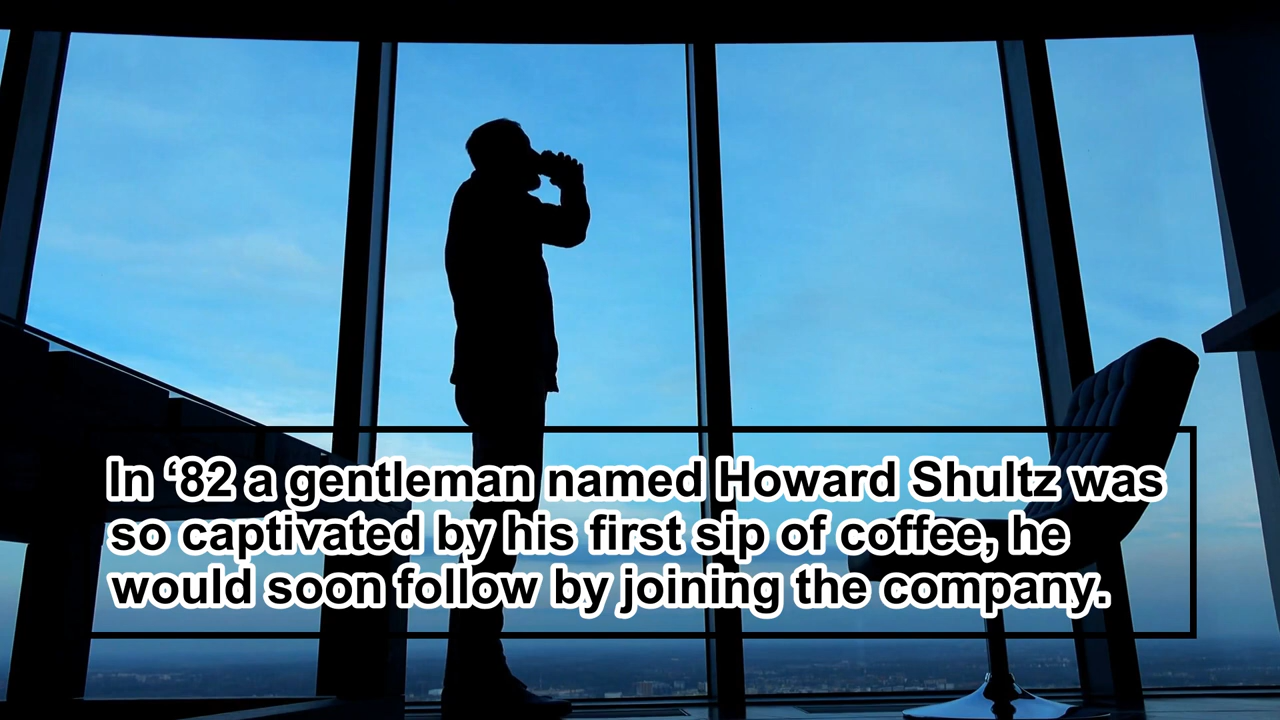 In ‘82 a gentleman named Howard Shultz was
so captivated by his first sip of coffee, he
would soon follow by joining the company.